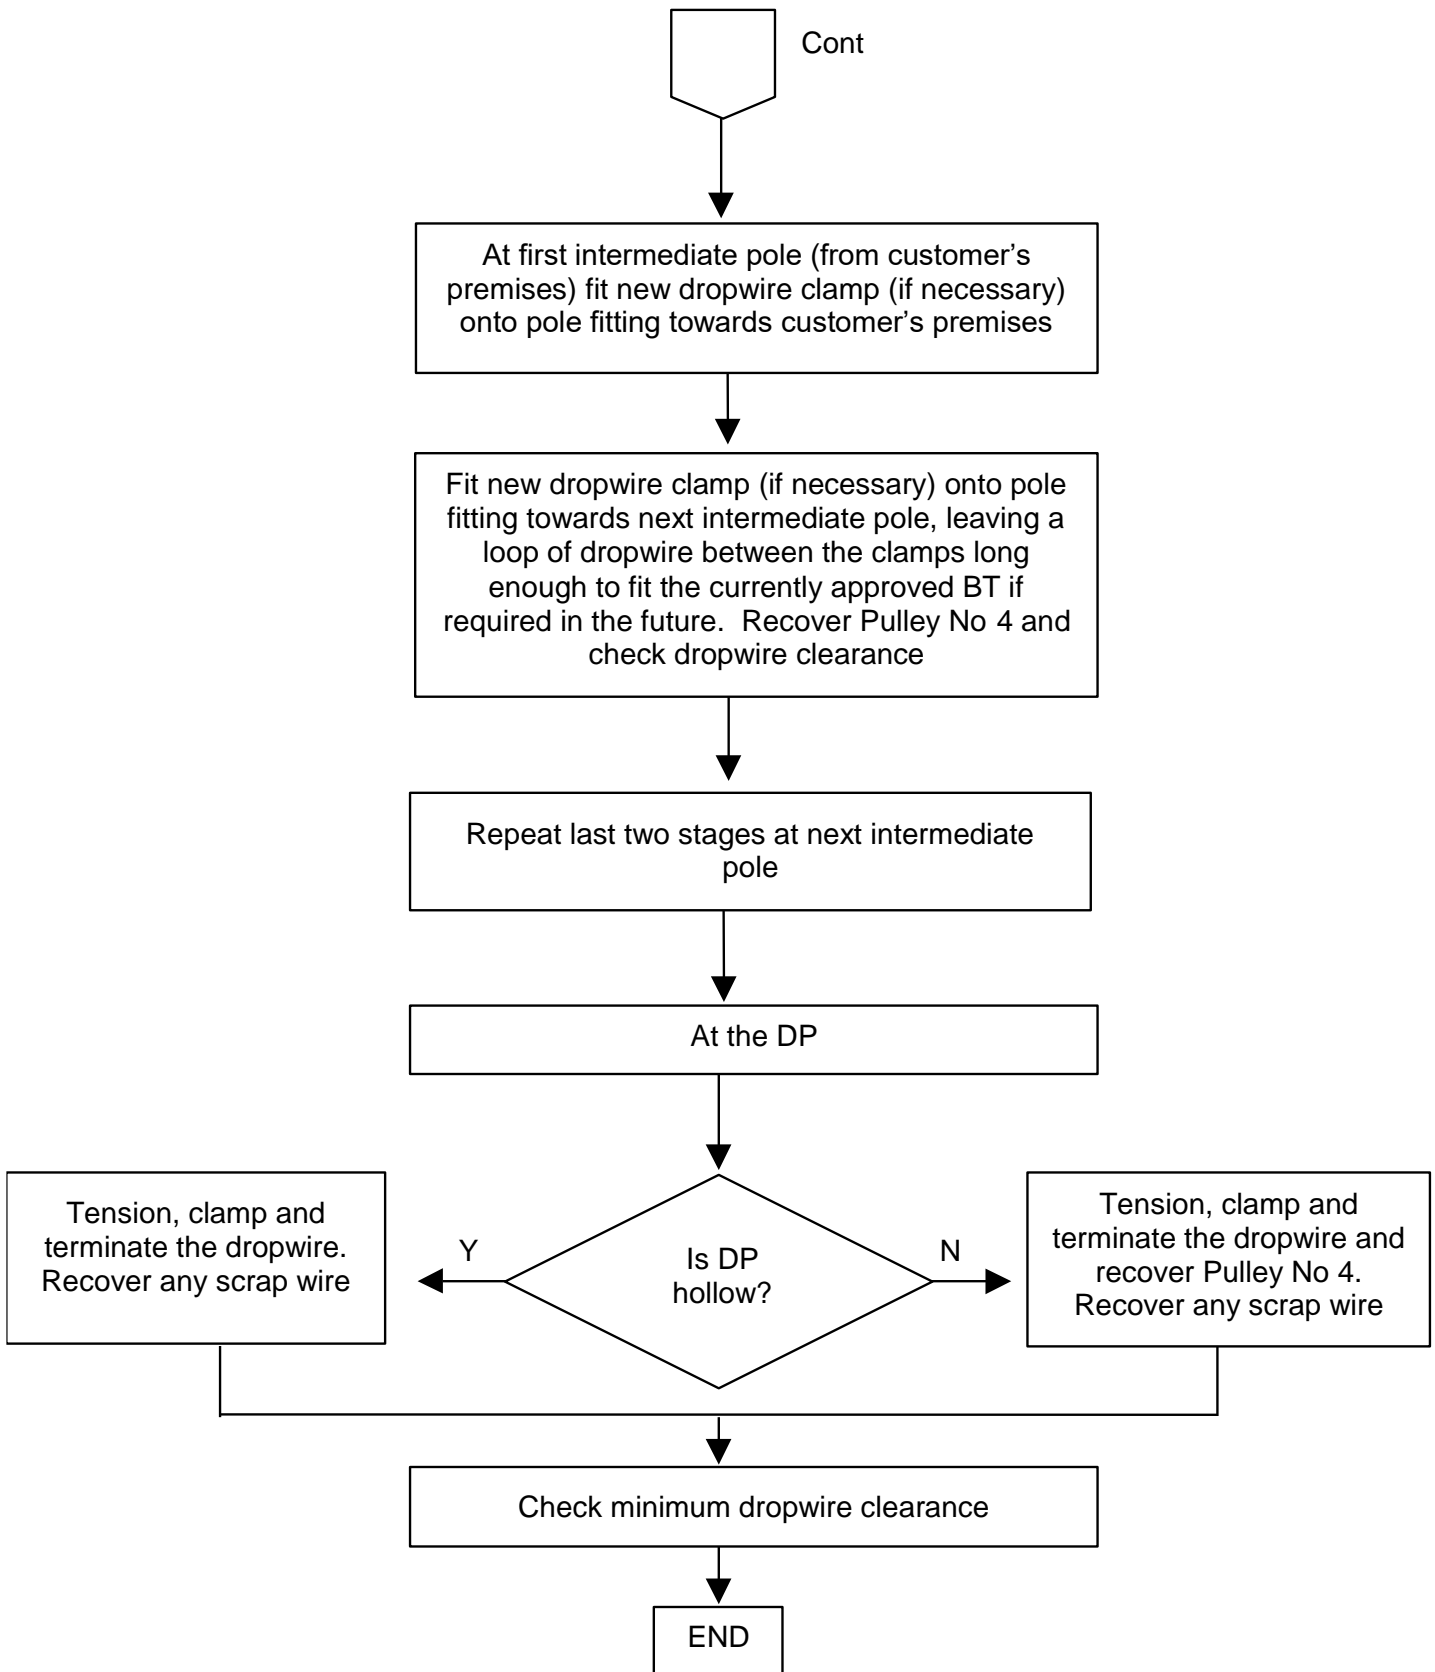 Cont
At first intermediate pole (from customer’s
premises) fit new dropwire clamp (if necessary)
onto pole fitting towards customer’s premises
Fit new dropwire clamp (if necessary) onto pole
fitting towards next intermediate pole, leaving a
loop of dropwire between the clamps long
enough to fit the currently approved BT if
required in the future. Recover Pulley No 4 and
check dropwire clearance
Repeat last two stages at next intermediate
pole
At the DP
Tension, clamp and
terminate the dropwire.
Recover any scrap wire
Y
Is DP
hollow?
N
Tension, clamp and
terminate the dropwire and
recover Pulley No 4.
Recover any scrap wire
Check minimum dropwire clearance
END